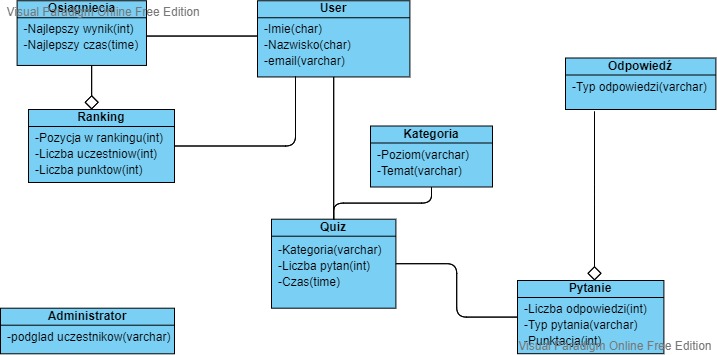 Osiagniecia
Visual Paradigm Online Free Edition
-Najlepszy wynik(int)
-Najlepszy czas(time)
User
-Imie(char)
-Nazwisko(char)
-email(varchar)
Odpowiedź
-Typ odpowiedzi(varchar)
Ranking
-Pozycja w rankingu(int)
-Liczba uczestniow(int)
-Liczba punktow(int)
Kategoria
-Poziom(varchar)
-Temat(varchar)
Quiz
-Kategoria(varchar)
-Liczba pytan(int)
-Czas(time)
Pytanie
-Liczba odpowiedzi(int)
-Typ pytania(varchar)
-Punktacja(int)
Visual Paradigm Online Free Edition
Administrator
-podglad uczestnikow(varchar)